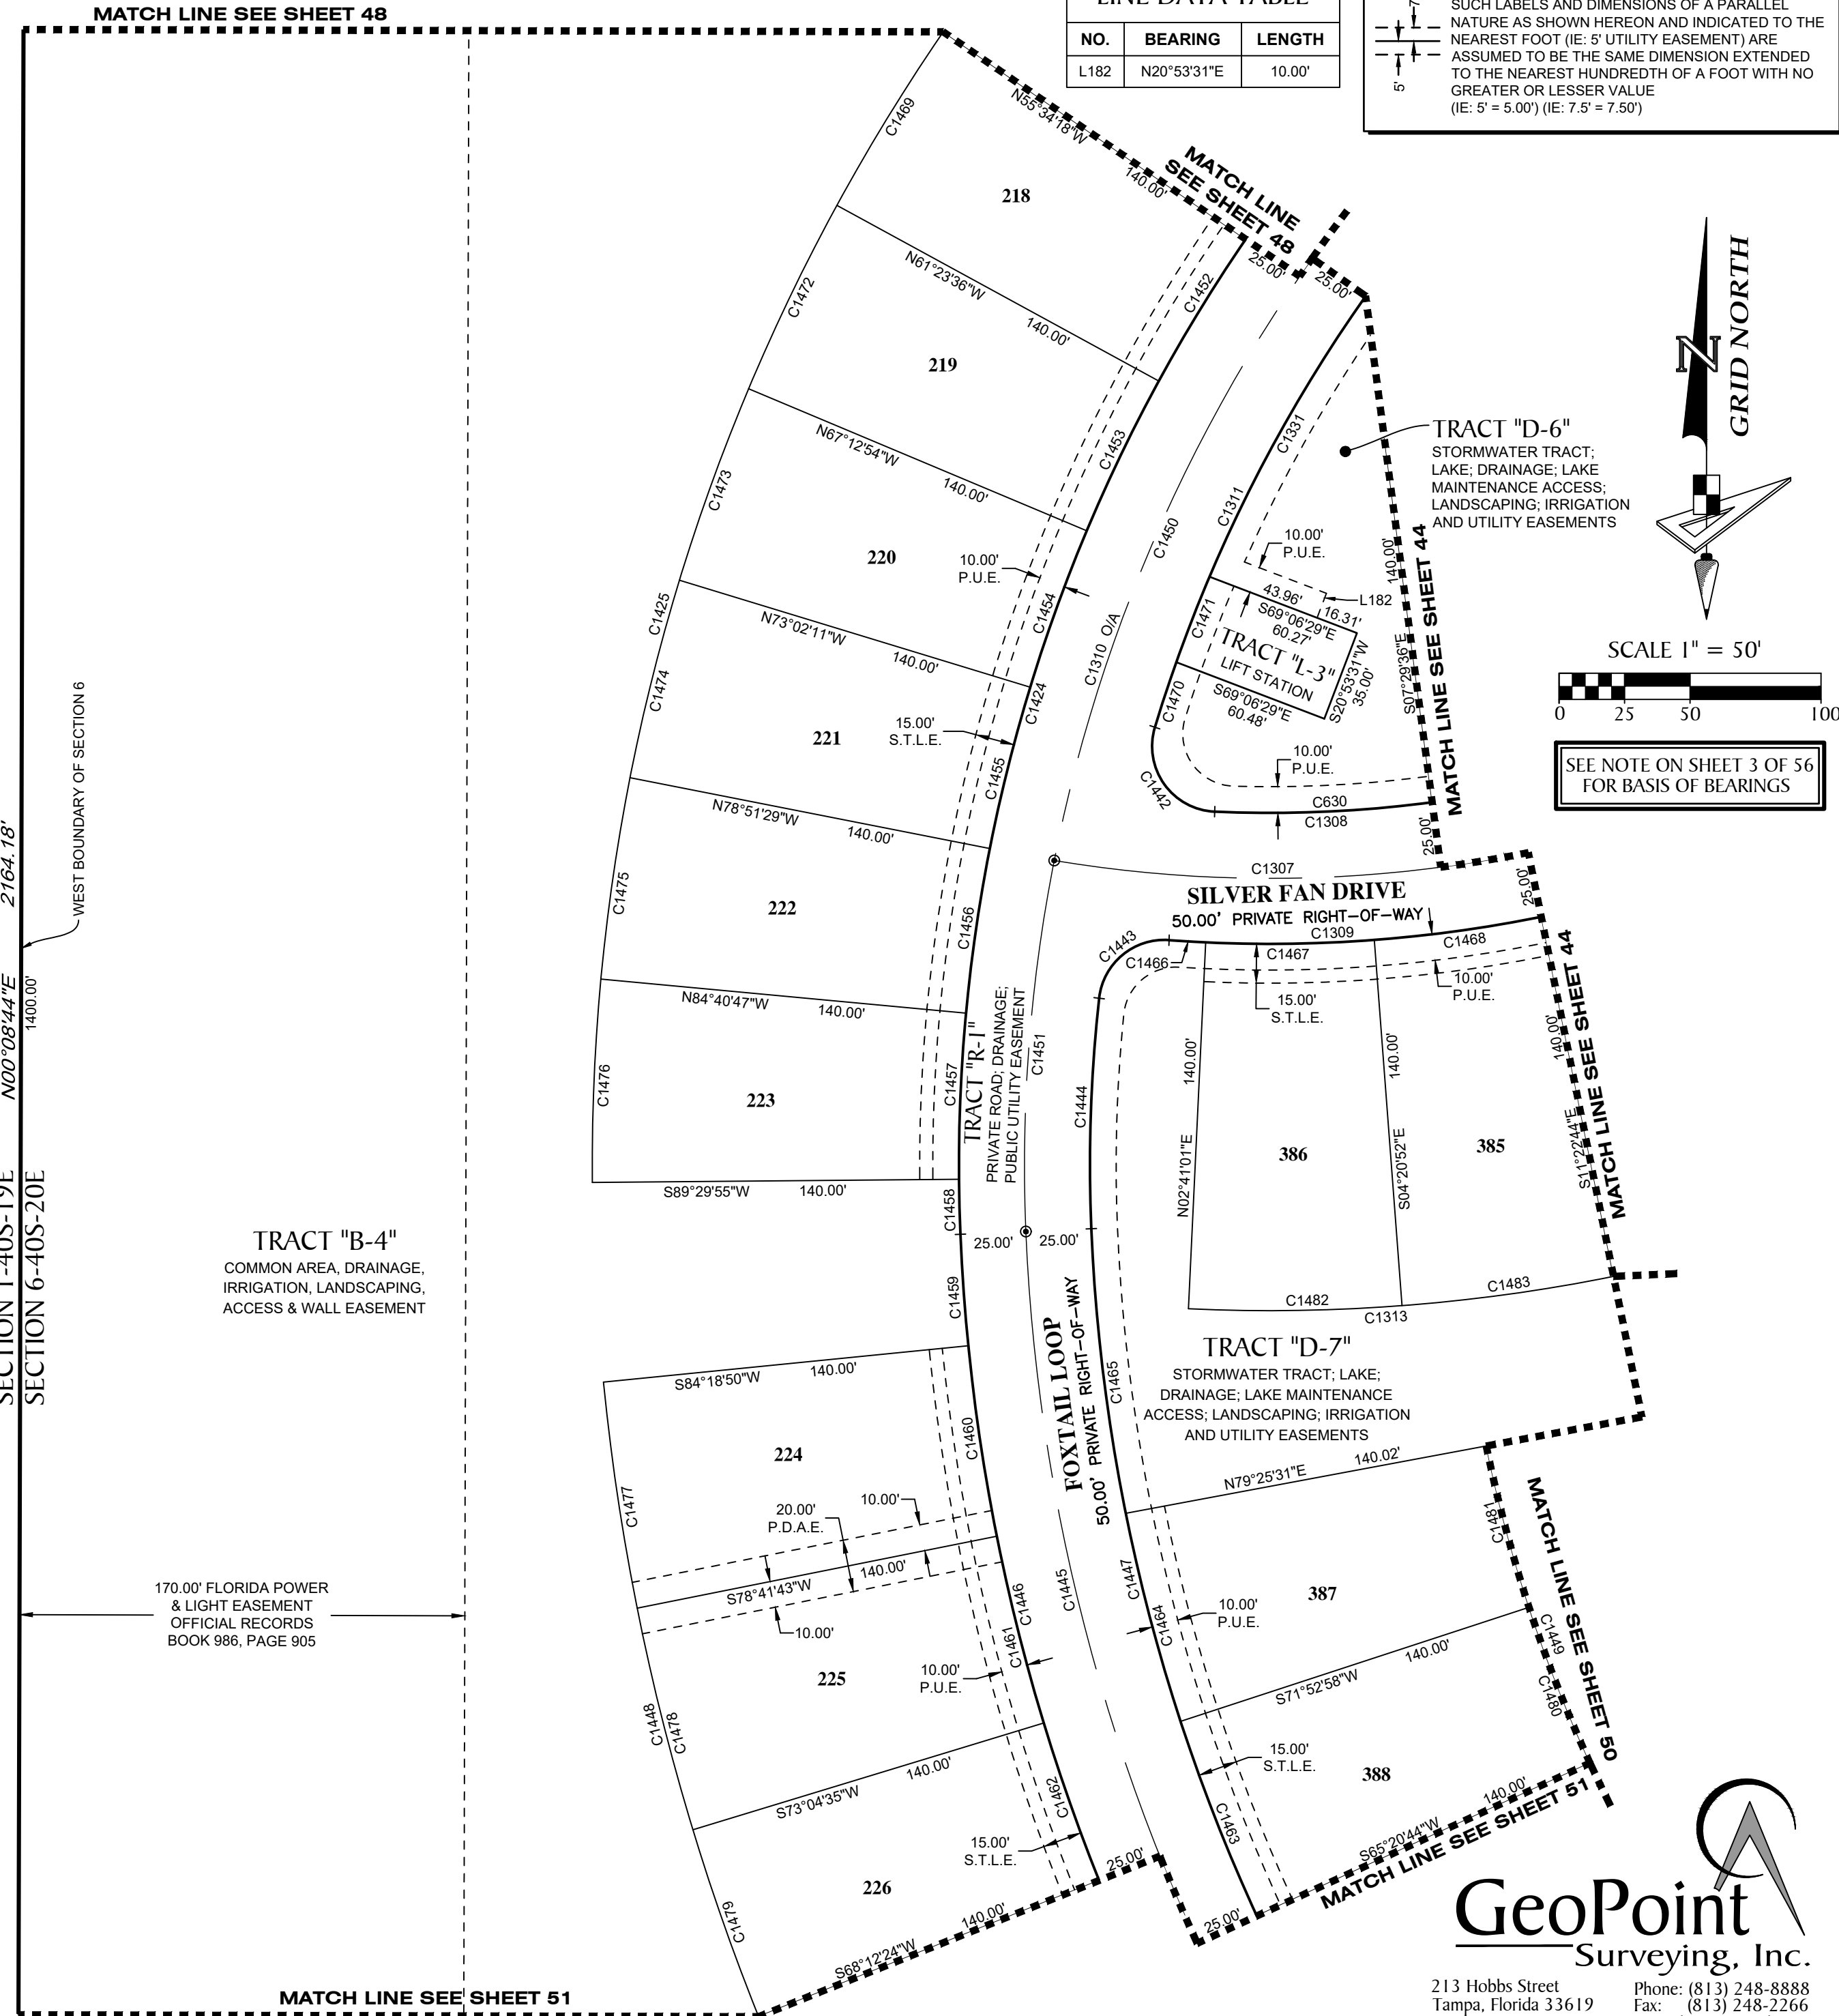 MATCH LINE SEE SHEET 48
LINE DATA TABLE
NO. BEARING LENGTH
L182 N20°53'31"E 10.00'
SUCH LABELS AND DIMENSIONS OF A PARALLEL
NATURE AS SHOWN HEREON AND INDICATED TO THE
NEAREST FOOT (IE: 5' UTILITY EASEMENT) ARE
ASSUMED TO BE THE SAME DIMENSION EXTENDED
TO THE NEAREST HUNDREDTH OF A FOOT WITH NO
GREATER OR LESSER VALUE
(IE: 5' = 5.00') (IE: 7.5' = 7.50')
5'
C1469
N55°34'18"W
140.00'
MATCH LINE
SEE SHEET 48
218
25.00'
25.00'
C1452
N61°23'36"W
140.00'
C1472
219
GRID NORTH
N
C1453
C1331
N67°12'54"W
140.00'
TRACT "D-6"
STORMWATER TRACT;
LAKE; DRAINAGE; LAKE
MAINTENANCE ACCESS;
LANDSCAPING; IRRIGATION
AND UTILITY EASEMENTS
C1473
C1311
C1450
220
10.00'
P.U.E.
10.00'
P.U.E.
140.00'
MATCH LINE SEE SHEET 44
C1425
C1454
N73°02'11"W
140.00'
C1310 O/A
C1471
43.96'
L182
16.31'
S69°06'29"E
60.27'
TRACT "L-3"
LIFT STATION
S20°53'31"W
35.00'
S07°29'36"E
SCALE 1" = 50'
0 25 50 100
C1474
C1424
C1470
S69°06'29"E
60.48'
221
15.00'
S.T.L.E.
10.00'
P.U.E.
SEE NOTE ON SHEET 3 OF 56
FOR BASIS OF BEARINGS
C1455
C1442
C630
C1308
N78°51'29"W
140.00'
25.00'
C1307
SILVER FAN DRIVE
50.00' PRIVATE RIGHT-OF-WAY
25.00'
C1475
222
C1456
C1443
C1309
C1466
C1467
C1468
WEST BOUNDARY OF SECTION 6
N00°08'44"E 2164.18'
1400.00'
N84°40'47"W
140.00'
15.00'
S.T.L.E.
10.00'
P.U.E.
MATCH LINE SEE SHEET 44
TRACT "R-1"
PRIVATE ROAD; DRAINAGE;
PUBLIC UTILITY EASEMENT
C1451
C1476
223
C1457
C1444
140.00'
140.00'
140.00'
N02°41'01"E
386
S04°20'52"E
385
S11°22'44"E
S89°29'55"W
140.00'
C1458
25.00'
25.00'
SECTION 1-40S-19E
SECTION 6-40S-20E
TRACT "B-4"
COMMON AREA, DRAINAGE,
IRRIGATION, LANDSCAPING,
ACCESS & WALL EASEMENT
C1459
C1482
C1313
C1483
FOXTAIL LOOP
50.00' PRIVATE RIGHT-OF-WAY
C1465
TRACT "D-7"
STORMWATER TRACT; LAKE;
DRAINAGE; LAKE MAINTENANCE
ACCESS; LANDSCAPING; IRRIGATION
AND UTILITY EASEMENTS
S84°18'50"W
140.00'
C1460
224
C1477
10.00'
20.00'
P.D.A.E.
N79°25'31"E
140.02'
C1481
MATCH LINE SEE SHEET 50
140.00'
S78°41'43"W
10.00'
170.00' FLORIDA POWER
& LIGHT EASEMENT
OFFICIAL RECORDS
BOOK 986, PAGE 905
C1446
C1445
C1447
387
C1461
C1464
10.00'
P.U.E.
C1449
225
10.00'
P.U.E.
C1448
C1478
S71°52'58"W
140.00'
C1480
15.00'
S.T.L.E.
388
140.00'
S73°04'35"W
C1462
C1463
15.00'
S.T.L.E.
25.00'
25.00'
140.00'
S65°20'44"W
MATCH LINE SEE SHEET 51
226
C1479
140.00'
S68°12'24"W
MATCH LINE SEE SHEET 51
GeoPoint
Surveying, Inc.
213 Hobbs Street
Tampa, Florida 33619
Phone: (813) 248-8888
Fax: (813) 248-2266